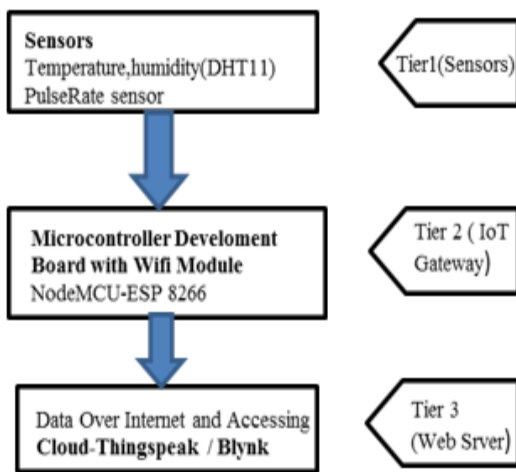 Sensors
Temperature,humidity(DHT11)
PulseRate sensor
Tier1(Sensors)
Microcontroller Develoment
Board with Wifi Module
NodeMCU-ESP 8266
Tier 2 ( IoT
Gateway)
Data Over Internet and Accessing
Cloud-Thingspeak / Blynk
Tier 3
(Web Srver)